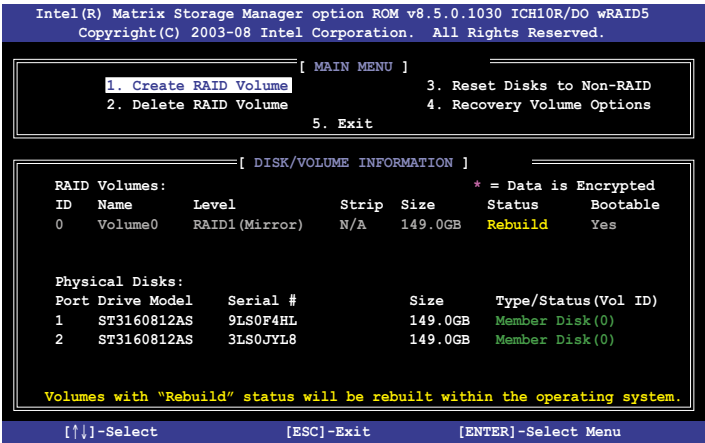 Intel(R) Matrix Storage Manager option ROM v8.5.0.1030 ICH10R/DO wRAID5
Copyright(C) 2003-08 Intel Corporation. All Rights Reserved.
[ MAIN MENU ]
1. Create RAID Volume 3. Reset Disks to Non-RAID
2. Delete RAID Volume 4. Recovery Volume Options
5. Exit
[ DISK/VOLUME INFORMATION ]
RAID Volumes: * = Data is Encrypted
ID Name Level Strip Size Status Bootable
0 Volume0 RAID1(Mirror) N/A 149.0GB Rebuild Yes
Physical Disks:
Port Drive Model Serial # Size Type/Status(Vol ID)
1 ST3160812AS 9LS0F4HL 149.0GB Member Disk(0)
2 ST3160812AS 3LS0JYL8 149.0GB Member Disk(0)
Volumes with “Rebuild” status will be rebuilt within the operating system.
[↑↓]-Select [ESC]-Exit [ENTER]-Select Menu